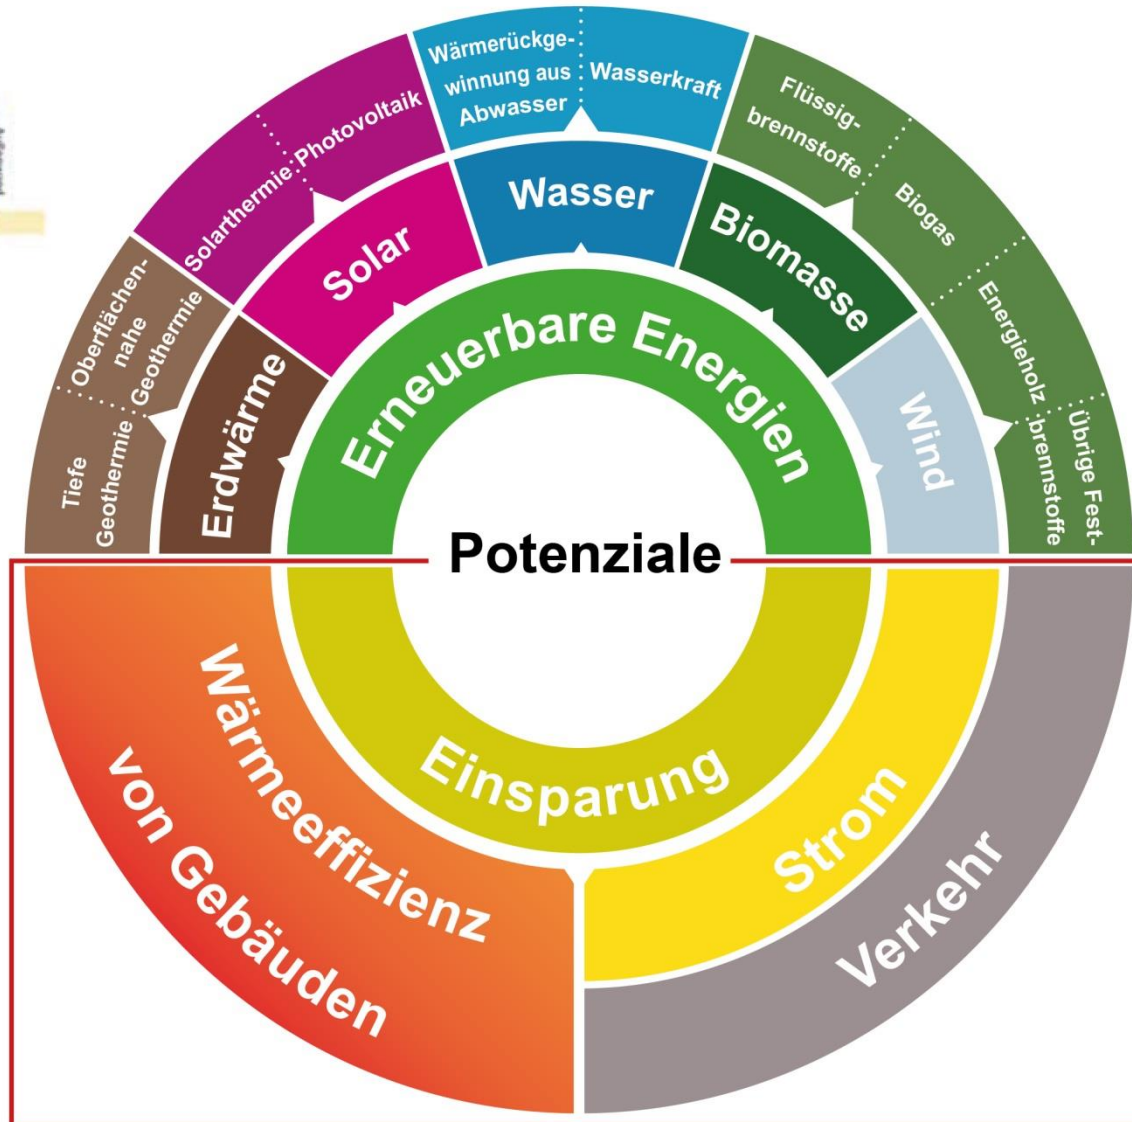 Wärmerückge-
winnung aus
Abwasser
Wasserkraft
Photovoltaik
Solarthermie
Flüssig-
brennstoffe
Biogas
Energieholz
Übrige Fest-
brennstoffe
Oberflächen-
nahe
Geothermie
Tiefe
Geothermie
Erdwärme
Solar
Wasser
Biomasse
Wind
Erneuerbare Energien
Potenziale
Einsparung
Wärmeeffizienz
von Gebäuden
Strom
Verkehr